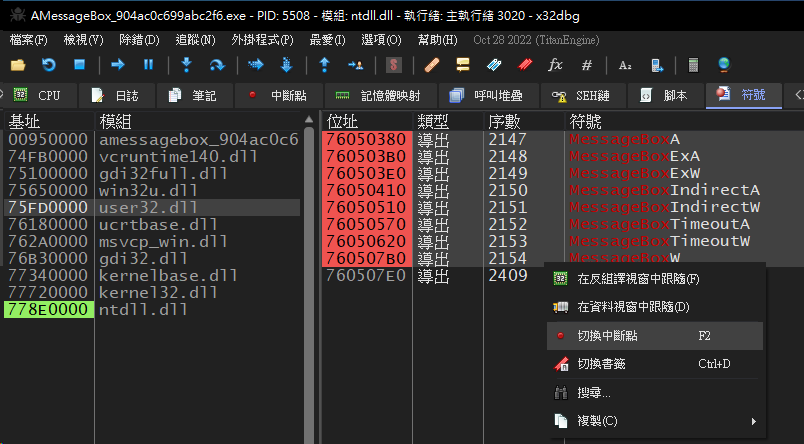 AMessageBox_904ac0c699abc2f6.exe - PID: 5508 - 模組: ntdll.dll - 執行緒: 主執行緒 3020 - x32dbg
檔案(F) 檢視(V) 除錯(D) 追蹤(N) 外掛程式(P) 最愛(I) 選項(O) 幫助(H) Oct 28 2022 (TitanEngine)
CPU 日誌 筆記 中斷點 記憶體映射 呼叫堆疊 SEH鏈 腳本 符號
基址 模組
00950000 amessagebox_904ac0c6
74FB0000 vcruntime140.dll
75100000 gdi32full.dll
75650000 win32u.dll
75FD0000 user32.dll
76180000 ucrtbase.dll
762A0000 msvcp_win.dll
76B30000 gdi32.dll
77340000 kernelbase.dll
77720000 kernel32.dll
778E0000 ntdll.dll
位址 類型 序數 符號
76050380 導出 2147 MessageBoxA
760503B0 導出 2148 MessageBoxExA
760503E0 導出 2149 MessageBoxExW
76050410 導出 2150 MessageBoxIndirectA
76050510 導出 2151 MessageBoxIndirectW
76050570 導出 2152 MessageBoxTimeoutA
76050620 導出 2153 MessageBoxTimeoutW
760507B0 導出 2154 MessageBoxW
760507E0 導出 2409
在反組譯視窗中跟隨(F)
在資料視窗中跟隨(D)
切換中斷點 F2
切換書籤 Ctrl+D
搜尋...
複製(C)